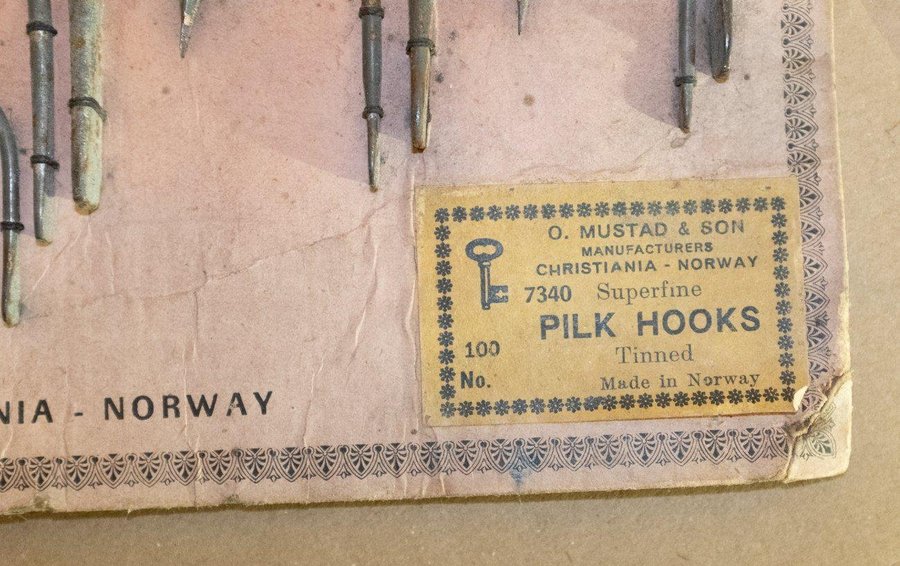 O. MUSTAD & SON
MANUFACTURERS
CHRISTIANIA - NORWAY
7340 Superfine
PILK HOOKS
100
Tinned
No.
Made in Norway
NIA - NORWAY